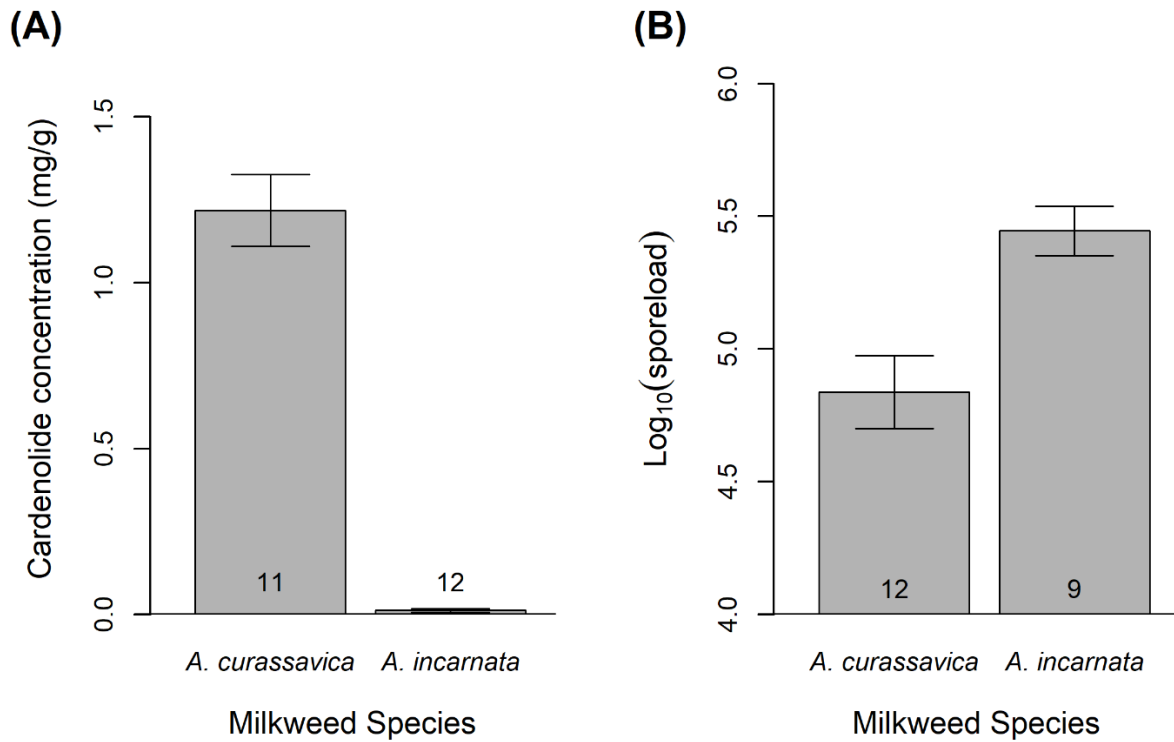 (A)
Cardenolide concentration (mg/g)
1.5
1.0
0.5
0.0
11
12
A. curassavica
A. incarnata
Milkweed Species
(B)
Log10(sporeload)
6.0
5.5
5.0
4.5
4.0
12
9
A. curassavica
A. incarnata
Milkweed Species